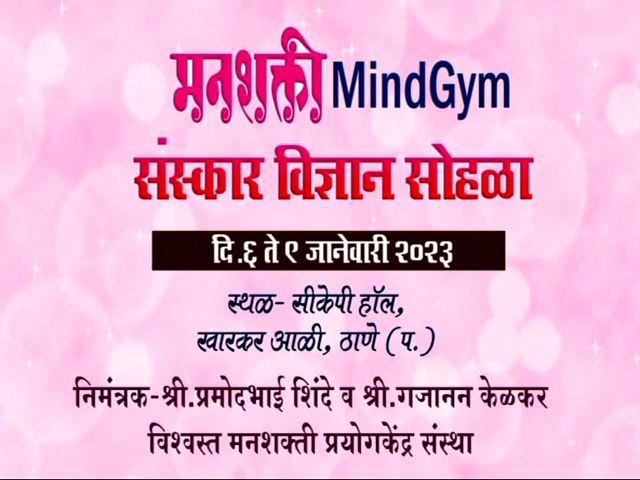 मनशक्ती MindGym
संस्कार विज्ञान सोहळा
दि.६ ते ९ जानेवारी २०२३
स्थळ- सीकेपी हॉल,
खारकर आळी, ठाणे (प.)
निमंत्रक-श्री.प्रमोदभाई शिंदे व श्री.गजानन केळकर
विश्वस्त मनशक्ती प्रयोगकेंद्र संस्था